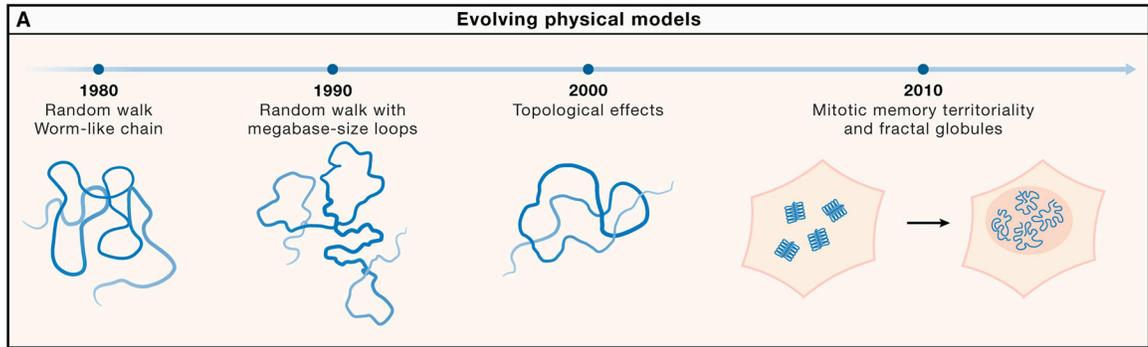 A
Evolving physical models
1980
Random walk
Worm-like chain
1990
Random walk with
megabase-size loops
2000
Topological effects
2010
Mitotic memory territoriality
and fractal globules